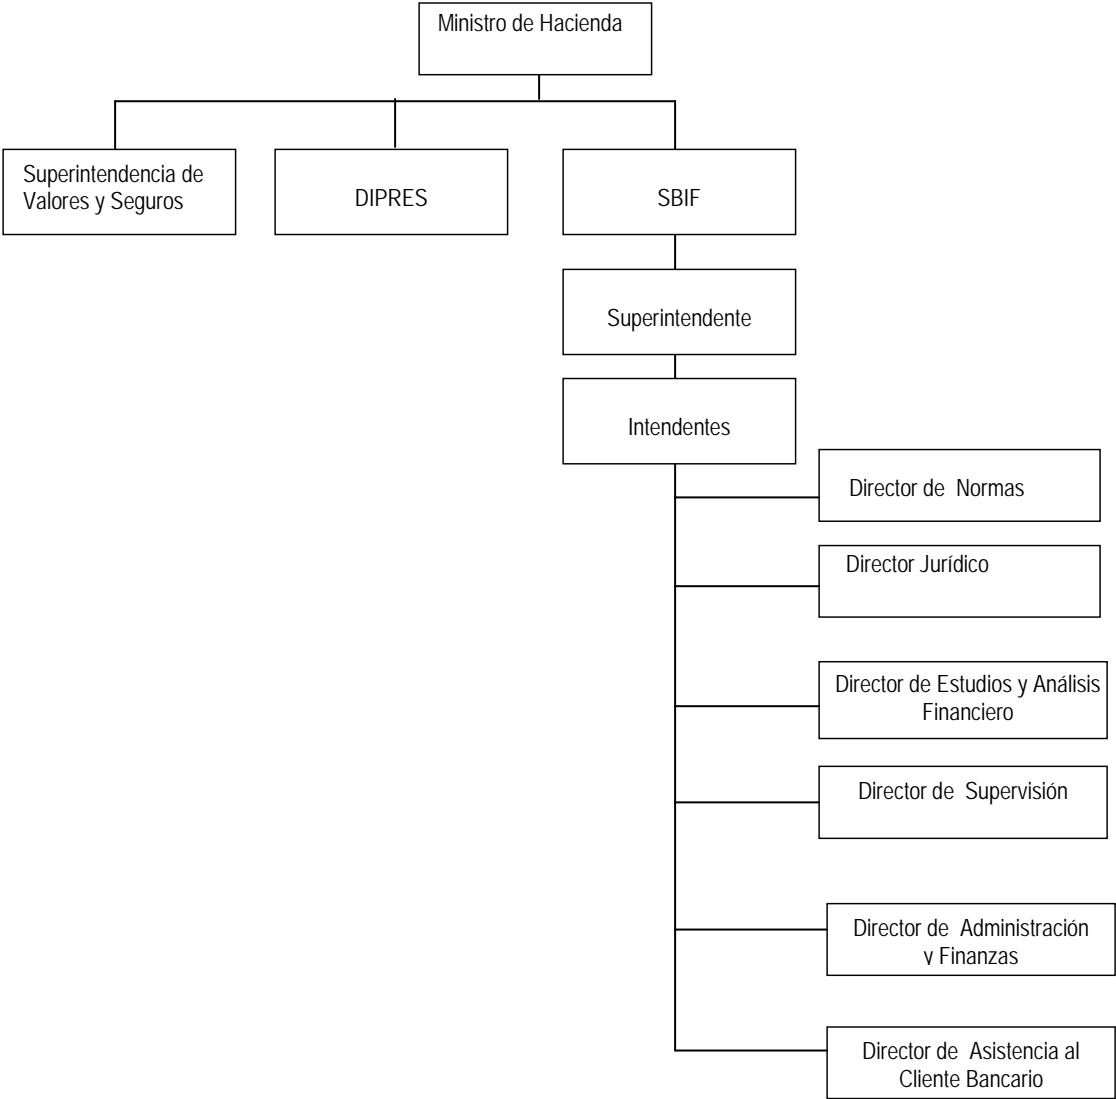 Ministro de Hacienda
Superintendencia de
Valores y Seguros
DIPRES
SBIF
Superintendente
Intendentes
Director de Normas
Director Jurídico
Director de Estudios y Análisis
Financiero
Director de Supervisión
Director de Administración
y Finanzas
Director de Asistencia al
Cliente Bancario